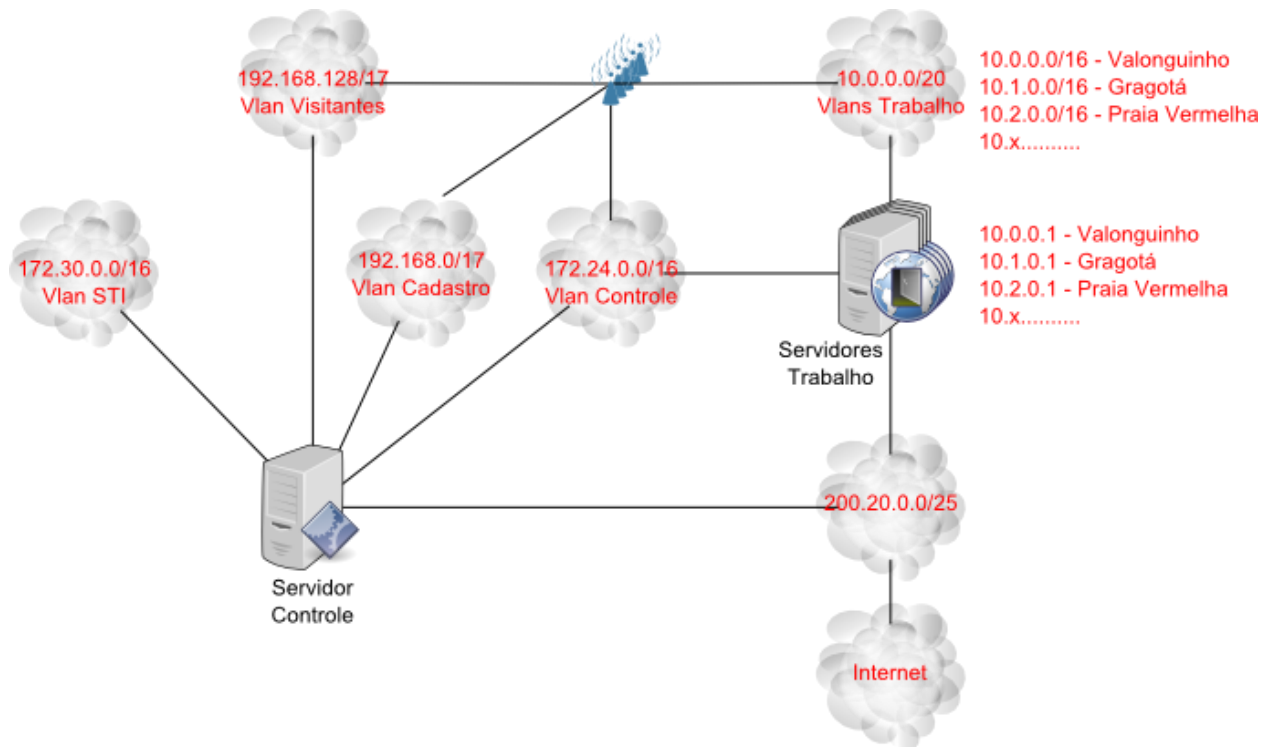 192.168.128/17
Vlan Visitantes
10.0.0.0/20
Vlans Trabalho
10.0.0.0/16 - Valonguinho
10.1.0.0/16 - Gragotá
10.2.0.0/16 - Praia Vermelha
10.x..........
172.30.0.0/16
Vlan STI
192.168.0/17
Vlan Cadastro
172.24.0.0/16
Vlan Controle
10.0.0.1 - Valonguinho
10.1.0.1 - Gragotá
10.2.0.1 - Praia Vermelha
10.x..........
Servidores
Trabalho
200.20.0.0/25
Servidor
Controle
Internet